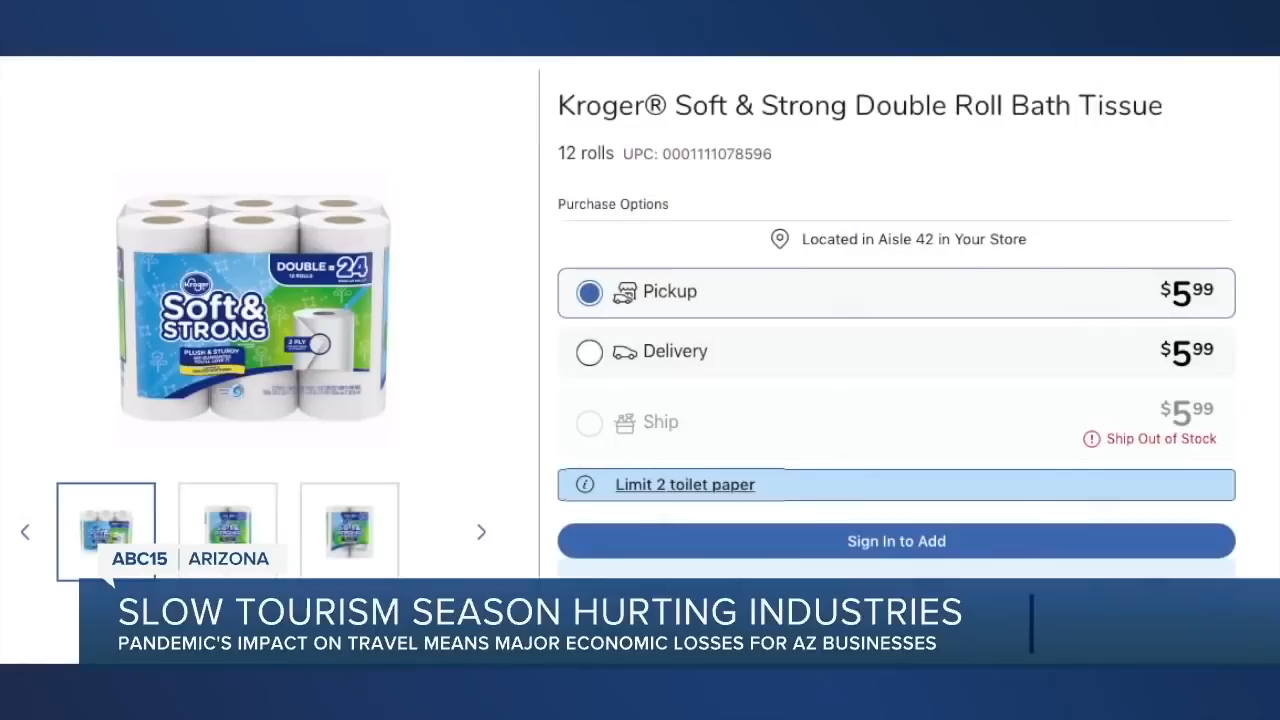 Kroger® Soft & Strong Double Roll Bath Tissue
12 rolls UPC: 0001111078596
Purchase Options
Located in Aisle 42 in Your Store
Pickup $5 99
Delivery $5 99
Ship $5 99
Ship Out of Stock
Limit 2 toilet paper
Sign In to Add
DOUBLE = 24
12 ROLLS
Kroger
Soft &
STRONG
2 PLY
PLUSH & STURDY
ABC15 ARIZONA
SLOW TOURISM SEASON HURTING INDUSTRIES
PANDEMIC'S IMPACT ON TRAVEL MEANS MAJOR ECONOMIC LOSSES FOR AZ BUSINESSES